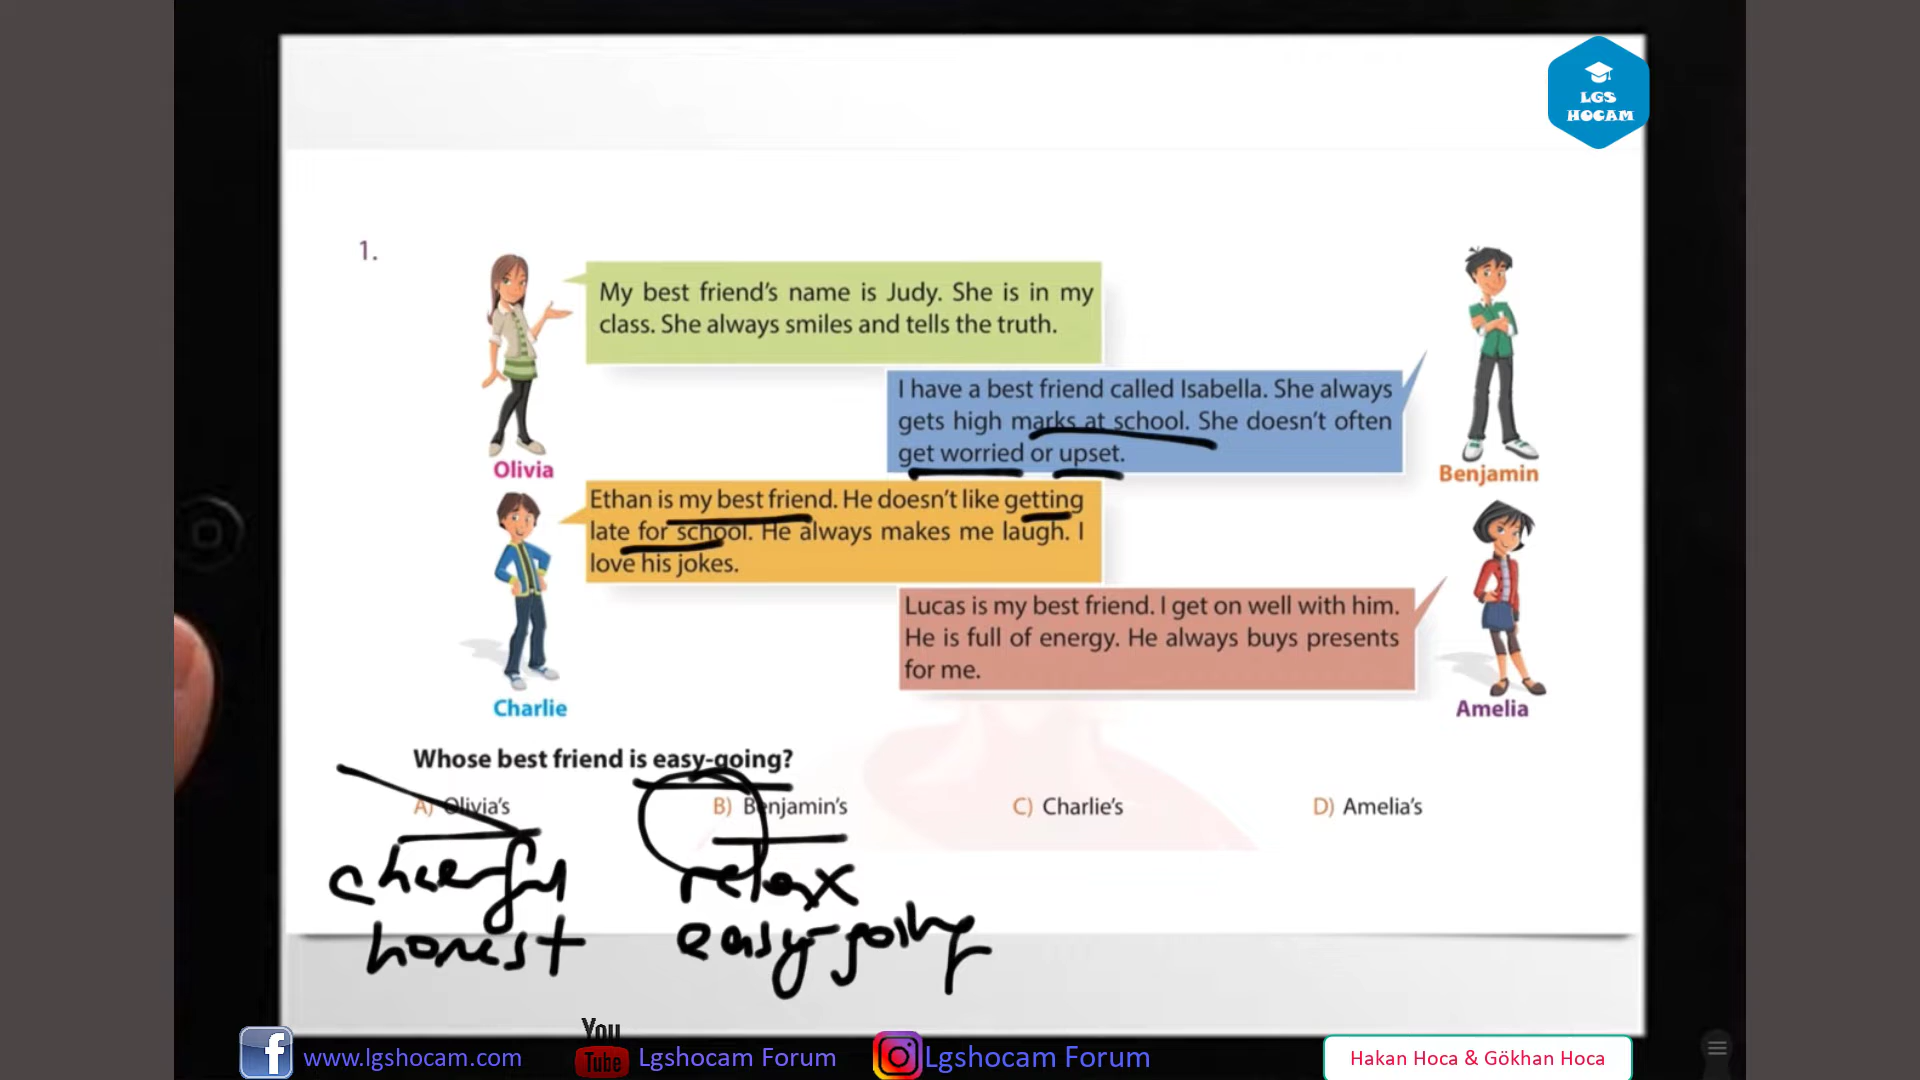 LGS
HOCAM
1.
My best friend's name is Judy. She is in my
class. She always smiles and tells the truth.
Olivia
I have a best friend called Isabella. She always
gets high marks at school. She doesn't often
get worried or upset.
Benjamin
Ethan is my best friend. He doesn't like getting
late for school. He always makes me laugh. I
love his jokes.
Charlie
Lucas is my best friend. I get on well with him.
He is full of energy. He always buys presents
for me.
Amelia
Whose best friend is easy-going?
A) Olivia's B) Benjamin's C) Charlie's D) Amelia's
cheerful relax
honest easy-going
www.lgshocam.com
You
Tube
Lgshocam Forum
Lgshocam Forum
Hakan Hoca & Gökhan Hoca